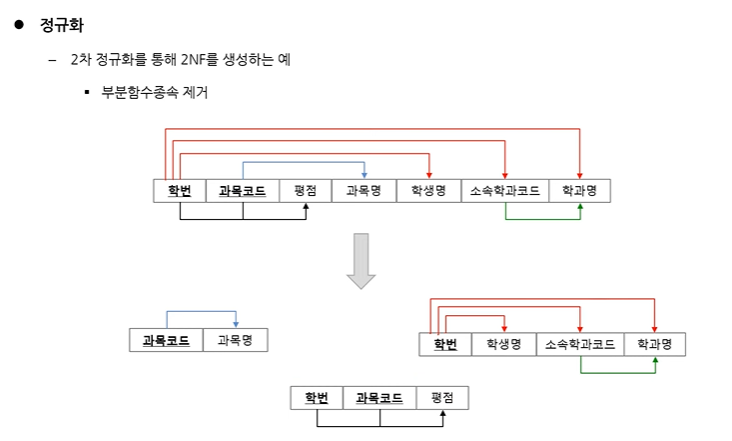 ● 정규화
– 2차 정규화를 통해 2NF를 생성하는 예
▪ 부분함수종속 제거
학번 과목코드 평점 과목명 학생명 소속학과코드 학과명
과목코드 과목명
학번 학생명 소속학과코드 학과명
학번 과목코드 평점